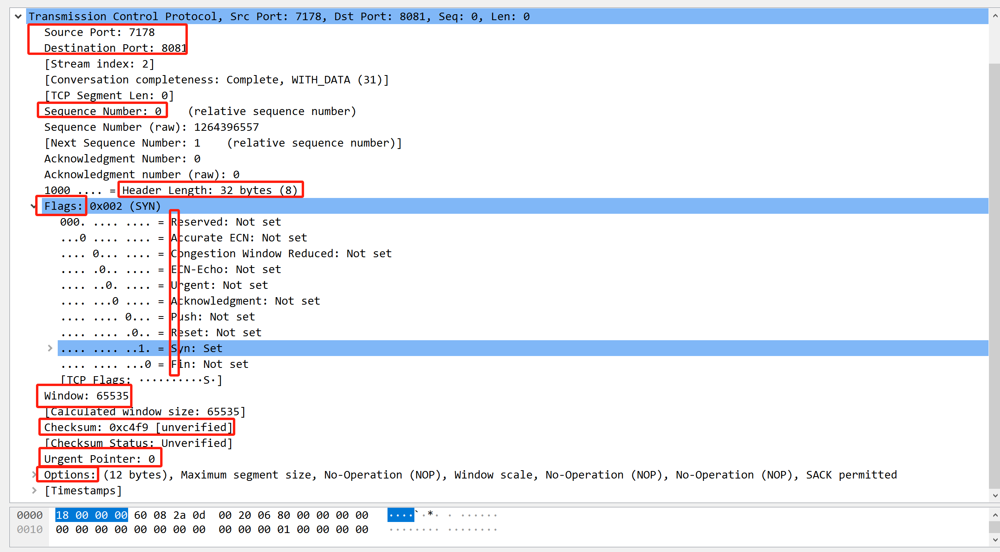 Transmission Control Protocol, Src Port: 7178, Dst Port: 8081, Seq: 0, Len: 0
Source Port: 7178
Destination Port: 8081
[Stream index: 2]
[Conversation completeness: Complete, WITH_DATA (31)]
[TCP Segment Len: 0]
Sequence Number: 0    (relative sequence number)
Sequence Number (raw): 1264396557
[Next Sequence Number: 1    (relative sequence number)]
Acknowledgment Number: 0
Acknowledgment number (raw): 0
1000 .... = Header Length: 32 bytes (8)
Flags: 0x002 (SYN)
000. .... .... = Reserved: Not set
...0 .... .... = Accurate ECN: Not set
.... 0... .... = Congestion Window Reduced: Not set
.... .0.. .... = ECN-Echo: Not set
.... ..0. .... = Urgent: Not set
.... ...0 .... = Acknowledgment: Not set
.... .... 0... = Push: Not set
.... .... .0.. = Reset: Not set
.... .... ..1. = Syn: Set
.... .... ...0 = Fin: Not set
[TCP Flags: ··········S·]
Window: 65535
[Calculated window size: 65535]
Checksum: 0xc4f9 [unverified]
[Checksum Status: Unverified]
Urgent Pointer: 0
Options: (12 bytes), Maximum segment size, No-Operation (NOP), Window scale, No-Operation (NOP), No-Operation (NOP), SACK permitted
[Timestamps]
0000 18 00 00 00 60 08 2a 0d 00 20 06 80 00 00 00 00 ····`·*· · ······
0010 00 00 00 00 00 00 00 00 00 00 00 01 00 00 00 00 ········ ········